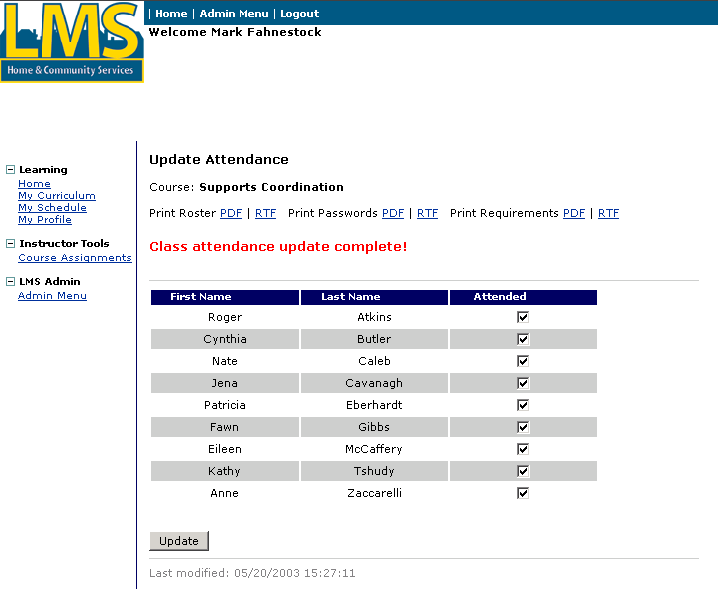 LMS
Home & Community Services
| Home | Admin Menu | Logout
Welcome Mark Fahnestock
Learning
Home
My Curriculum
My Schedule
My Profile
Instructor Tools
Course Assignments
LMS Admin
Admin Menu
Update Attendance
Course: Supports Coordination
Print Roster PDF | RTF Print Passwords PDF | RTF Print Requirements PDF | RTF
Class attendance update complete!
First Name Last Name Attended
Roger Atkins
Cynthia Butler
Nate Caleb
Jena Cavanagh
Patricia Eberhardt
Fawn Gibbs
Eileen McCaffery
Kathy Tshudy
Anne Zaccarelli
Update
Last modified: 05/20/2003 15:27:11